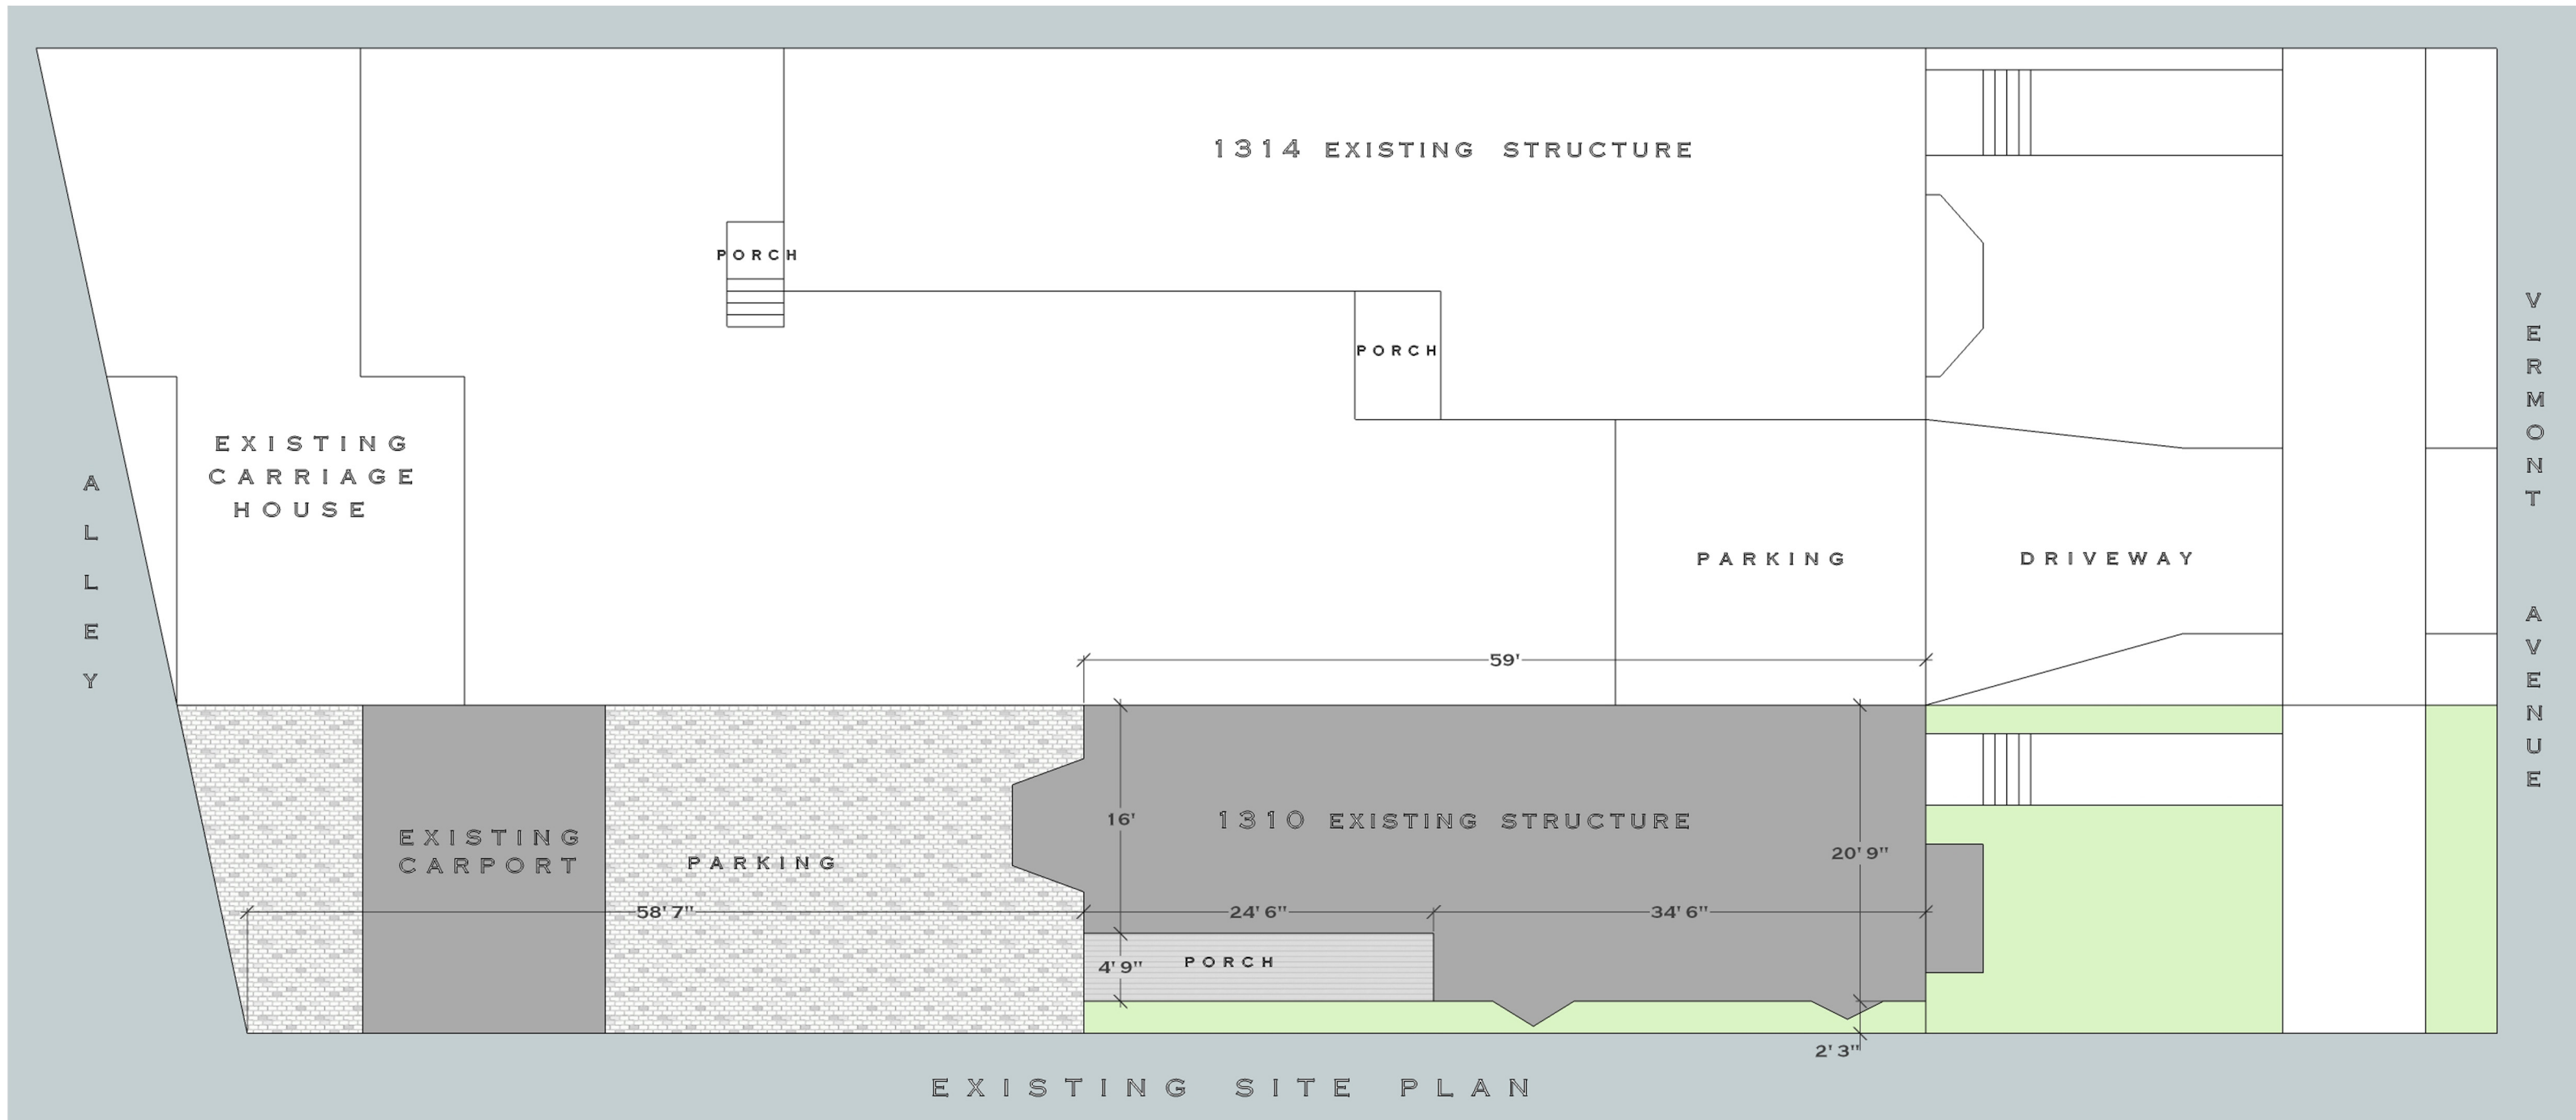 1314 EXISTING STRUCTURE
PORCH
VERMONT AVENUE
PORCH
EXISTING
CARRIAGE
HOUSE
ALLEY
PARKING
DRIVEWAY
59'
16'
1310 EXISTING STRUCTURE
EXISTING
CARPORT
PARKING
20' 9"
58' 7"
24' 6"
34' 6"
4' 9"
PORCH
2' 3"
EXISTING SITE PLAN